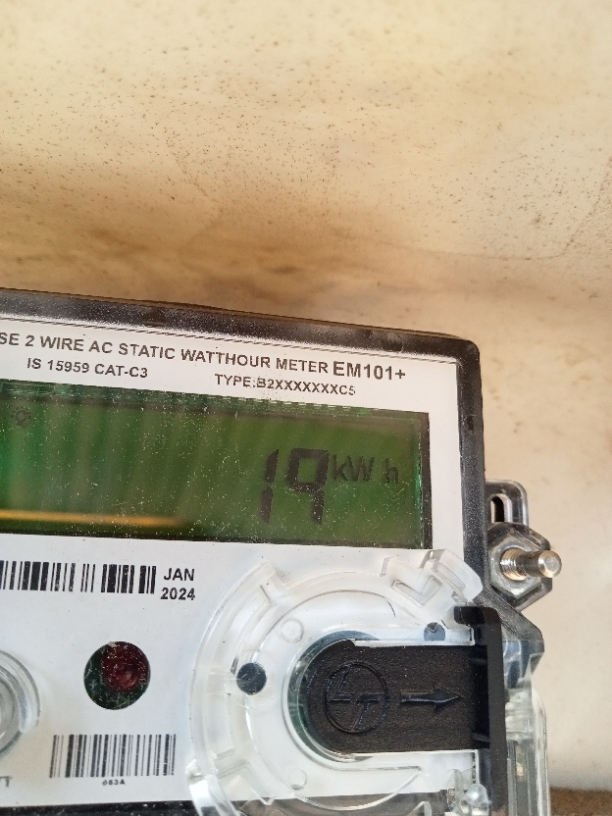 SE 2 WIRE AC STATIC WATTHOUR METER EM101+
IS 15959 CAT-C3
TYPE:B2XXXXXXXC5
19 kWh
JAN
2024